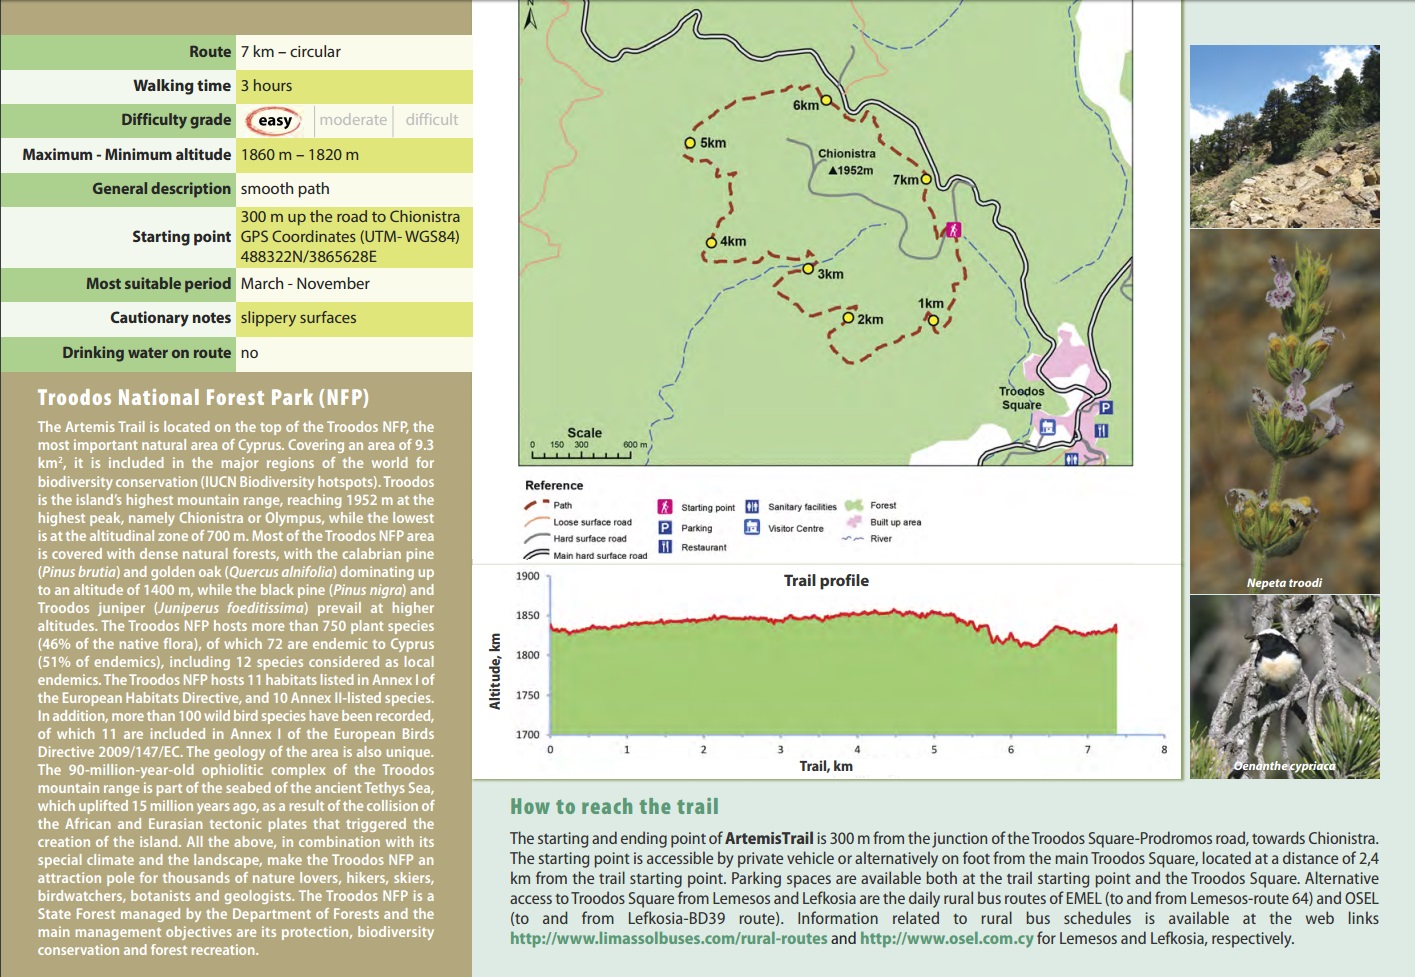 Route 7 km – circular
Walking time 3 hours
Difficulty grade easy moderate difficult
Maximum - Minimum altitude 1860 m – 1820 m
General description smooth path
Starting point 300 m up the road to Chionistra
GPS Coordinates (UTM- WGS84)
488322N/3865628E
Most suitable period March - November
Cautionary notes slippery surfaces
Drinking water on route no
Troodos National Forest Park (NFP)
The Artemis Trail is located on the top of the Troodos NFP, the
most important natural area of Cyprus. Covering an area of 9.3
km², it is included in the major regions of the world for
biodiversity conservation (IUCN Biodiversity hotspots). Troodos
is the island's highest mountain range, reaching 1952 m at the
highest peak, namely Chionistra or Olympus, while the lowest
is at the altitudinal zone of 700 m. Most of the Troodos NFP area
is covered with dense natural forests, with the calabrian pine
(Pinus brutia) and golden oak (Quercus alnifolia) dominating up
to an altitude of 1400 m, while the black pine (Pinus nigra) and
Troodos juniper (Juniperus foeditissima) prevail at higher
altitudes. The Troodos NFP hosts more than 750 plant species
(46% of the native flora), of which 72 are endemic to Cyprus
(51% of endemics), including 12 species considered as local
endemics. The Troodos NFP hosts 11 habitats listed in Annex I of
the European Habitats Directive, and 10 Annex II-listed species.
In addition, more than 100 wild bird species have been recorded,
of which 11 are included in Annex I of the European Birds
Directive 2009/147/EC. The geology of the area is also unique.
The 90-million-year-old ophiolitic complex of the Troodos
mountain range is part of the seabed of the ancient Tethys Sea,
which uplifted 15 million years ago, as a result of the collision of
the African and Eurasian tectonic plates that triggered the
creation of the island. All the above, in combination with its
special climate and the landscape, make the Troodos NFP an
attraction pole for thousands of nature lovers, hikers, skiers,
birdwatchers, botanists and geologists. The Troodos NFP is a
State Forest managed by the Department of Forests and the
main management objectives are its protection, biodiversity
conservation and forest recreation.
N
6km
5km
Chionistra
▲1952m
7km
4km
3km
1km
2km
Troodos
Square
P
Scale
0 150 300 600 m
Reference
Path
Loose surface road
Hard surface road
Main hard surface road
Starting point
P Parking
Restaurant
Sanitary facilities
Visitor Centre
Forest
Built up area
River
Trail profile
Altitude, km
1900
1850
1800
1750
1700
0 1 2 3 4 5 6 7 8
Trail, km
Nepeta troodi
Oenanthe cypriaca
How to reach the trail
The starting and ending point of ArtemisTrail is 300 m from the junction of the Troodos Square-Prodromos road, towards Chionistra.
The starting point is accessible by private vehicle or alternatively on foot from the main Troodos Square, located at a distance of 2,4
km from the trail starting point. Parking spaces are available both at the trail starting point and the Troodos Square. Alternative
access to Troodos Square from Lemesos and Lefkosia are the daily rural bus routes of EMEL (to and from Lemesos-route 64) and OSEL
(to and from Lefkosia-BD39 route). Information related to rural bus schedules is available at the web links
http://www.limassolbuses.com/rural-routes and http://www.osel.com.cy for Lemesos and Lefkosia, respectively.